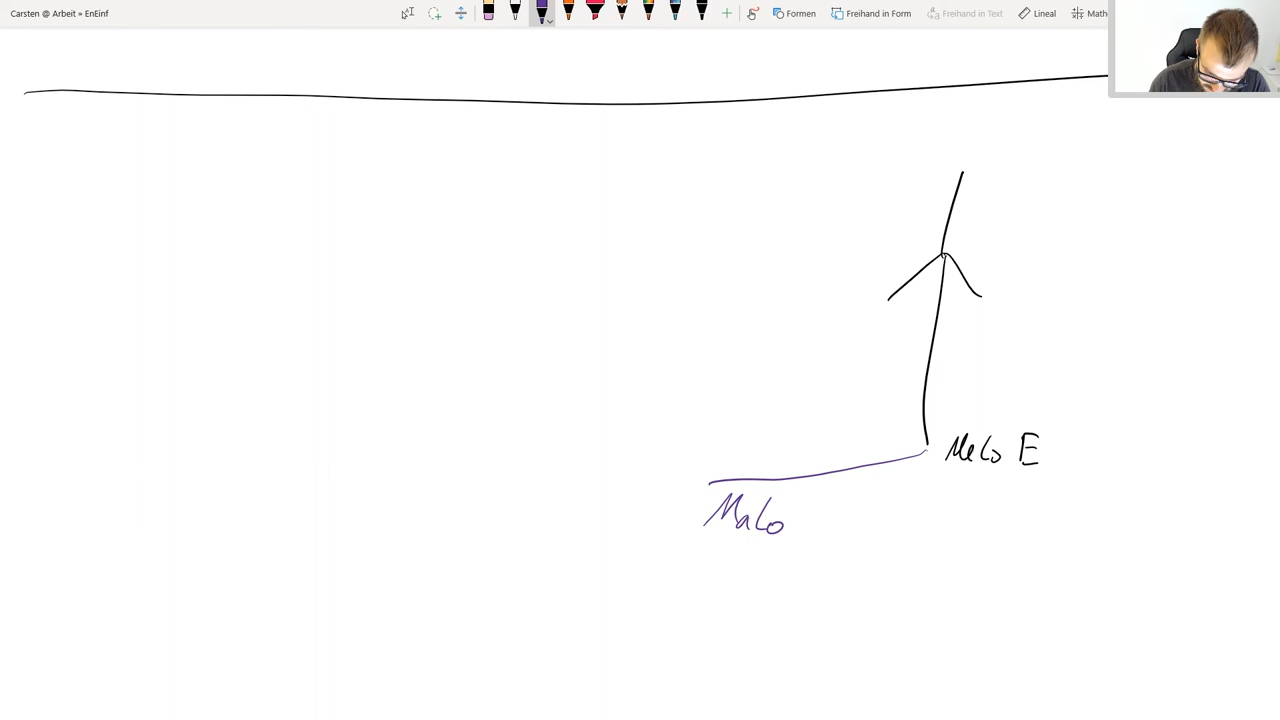 Carsten @ Arbeit » EnEinf
Formen
Freihand in Form
Freihand in Text
Lineal
Math
MeLo E
MaLo